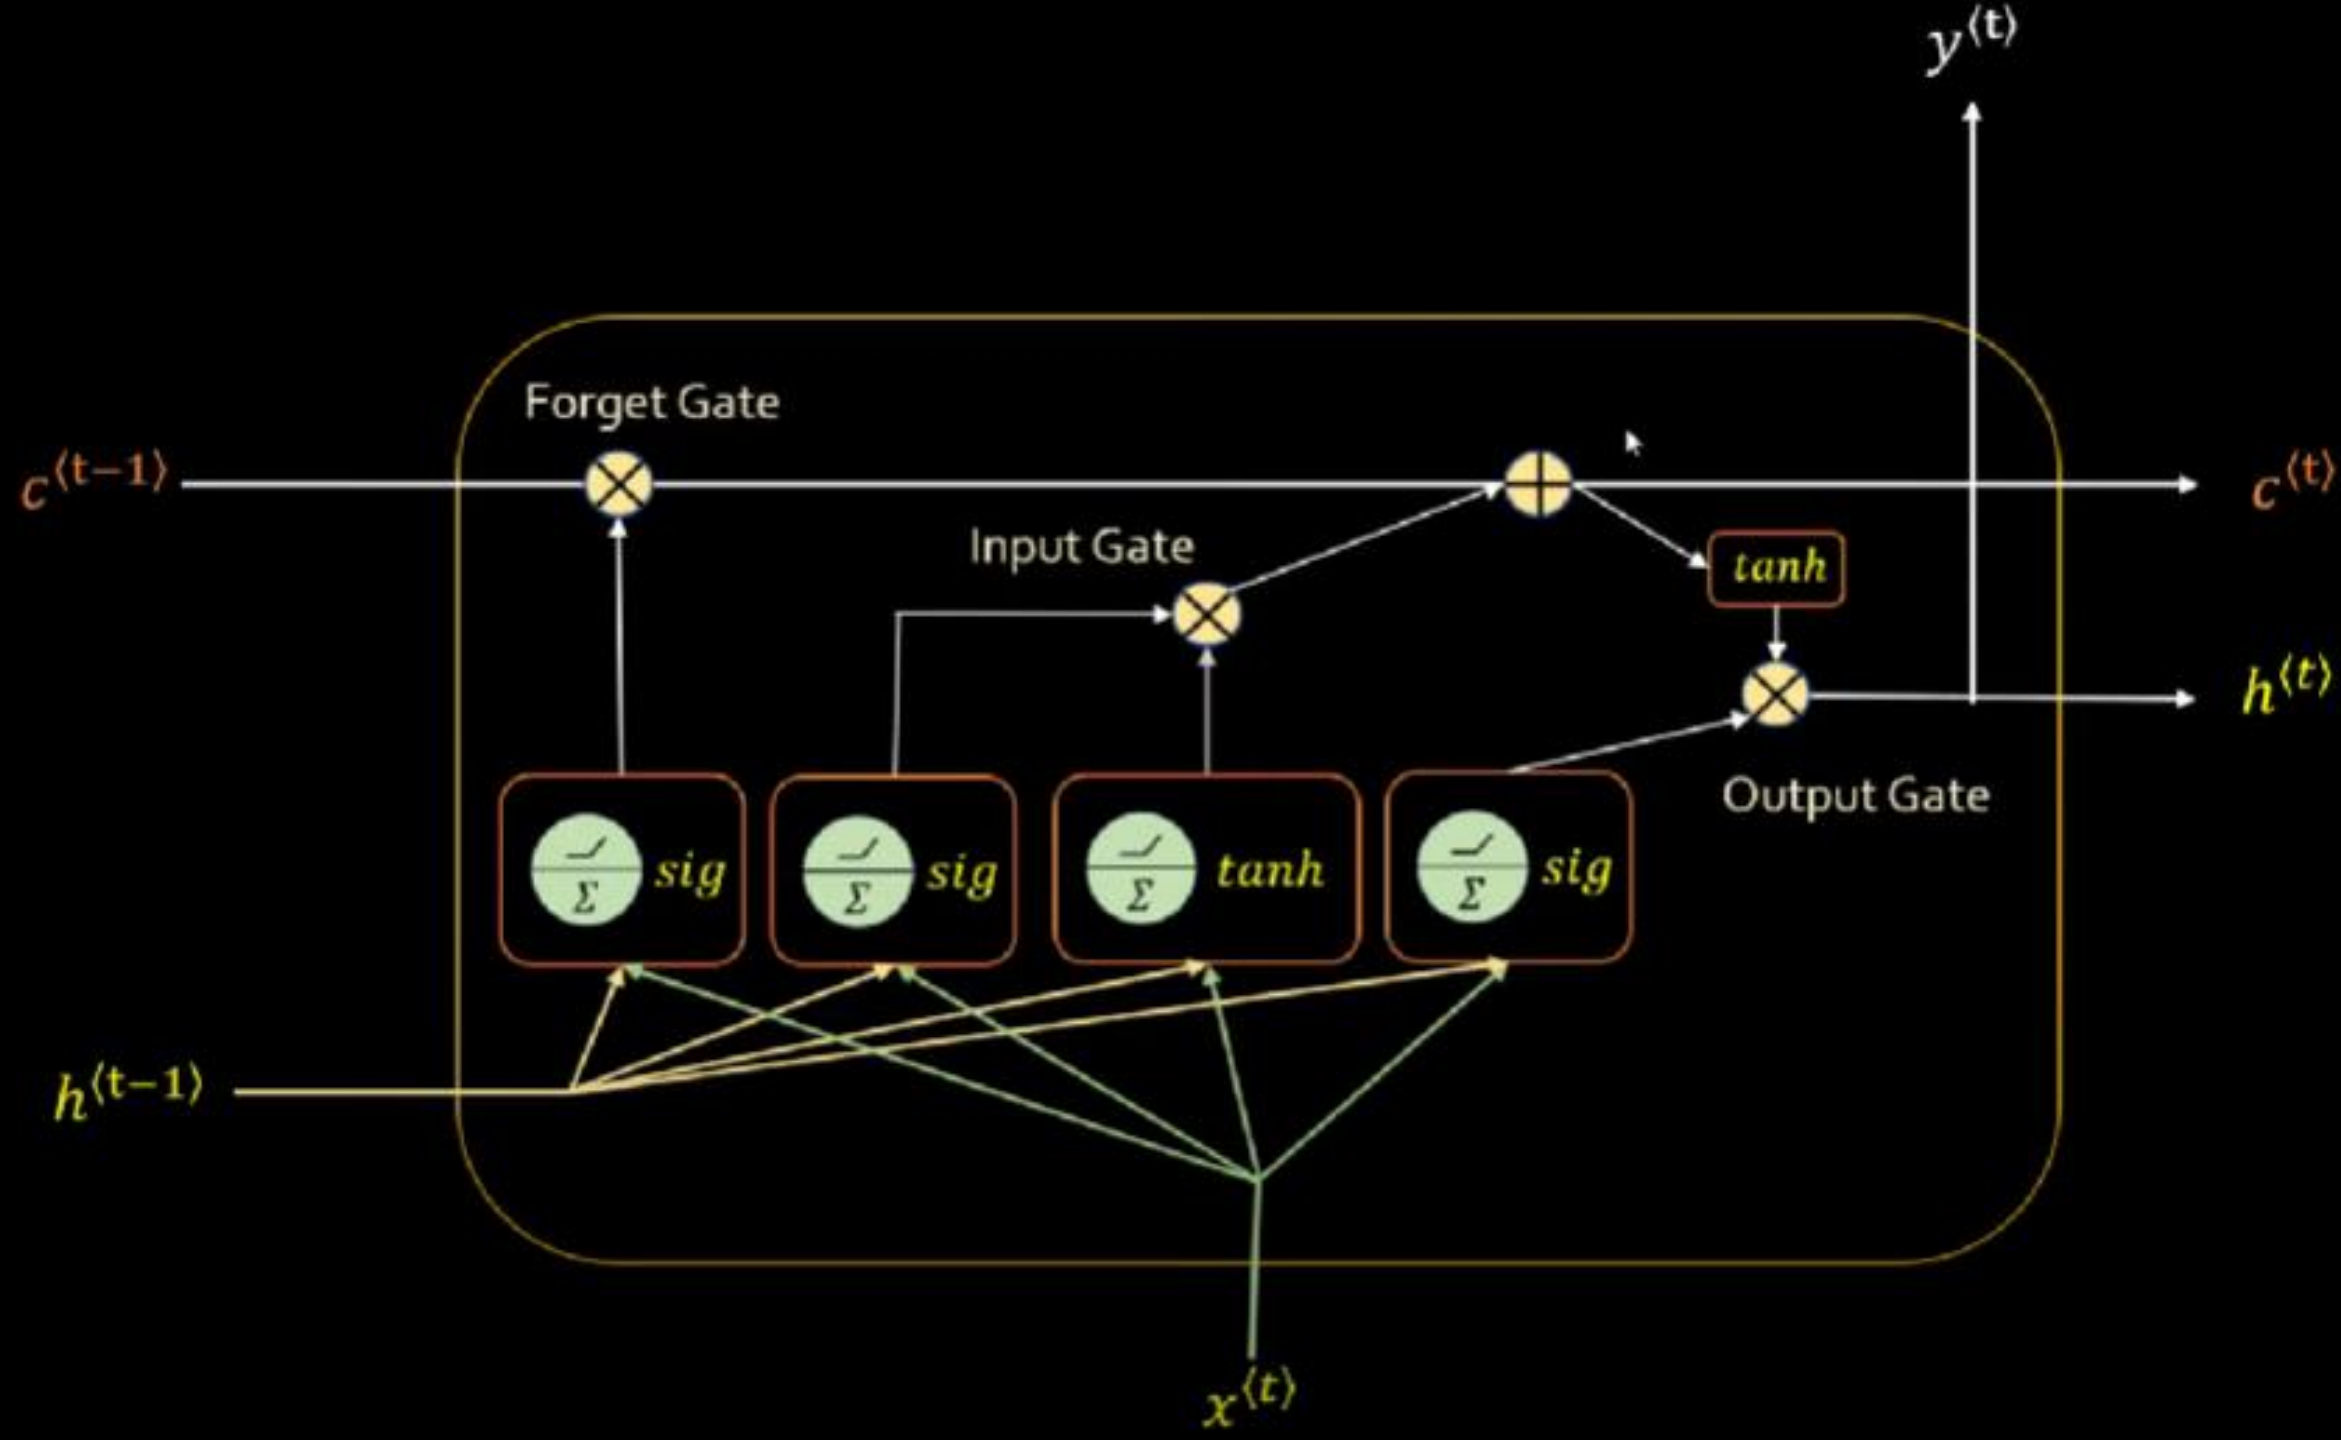 y⟨t⟩
Forget Gate
c⟨t−1⟩
c⟨t⟩
Input Gate
tanh
h⟨t⟩
Output Gate
Σ sig
Σ sig
Σ tanh
Σ sig
h⟨t−1⟩
x⟨t⟩